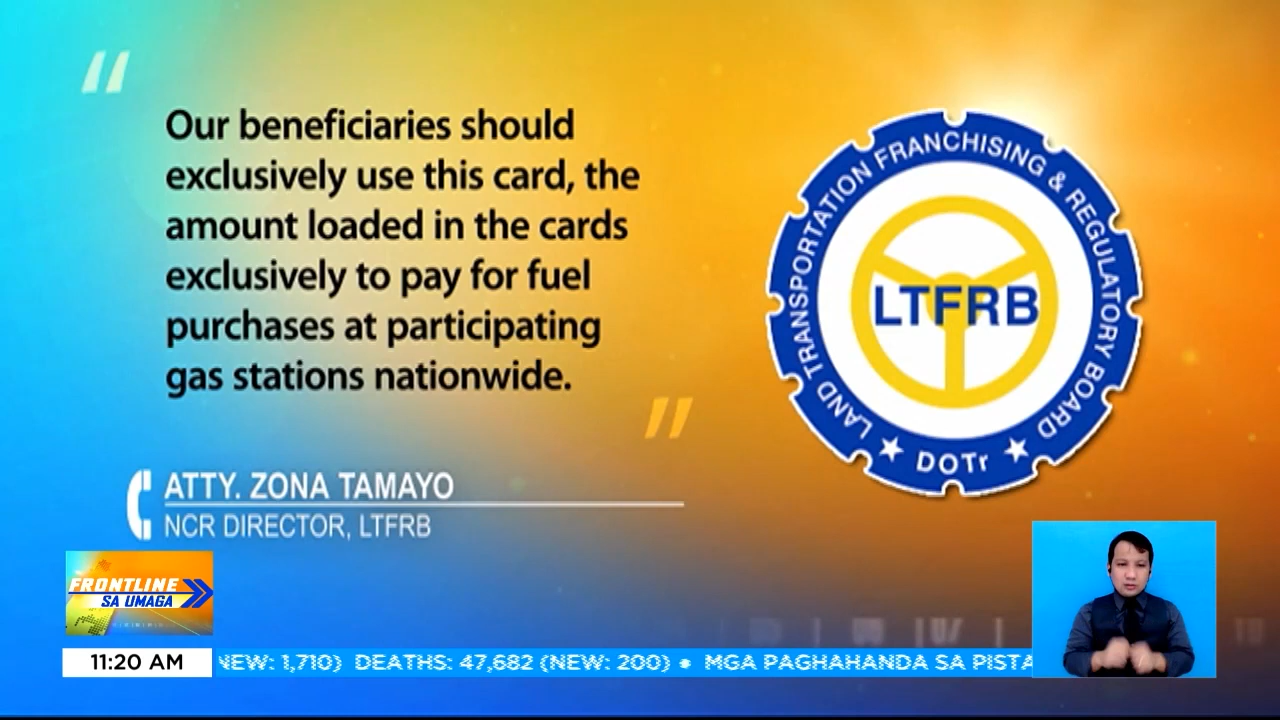 Our beneficiaries should
exclusively use this card, the
amount loaded in the cards
exclusively to pay for fuel
purchases at participating
gas stations nationwide.
ATTY. ZONA TAMAYO
NCR DIRECTOR, LTFRB
LAND TRANSPORTATION FRANCHISING & REGULATORY BOARD
LTFRB
DOTr
FRONTLINE
SA UMAGA
11:20 AM
NEW: 1,710) DEATHS: 47,682 (NEW: 200) • MGA PAGHAHANDA SA PISTA